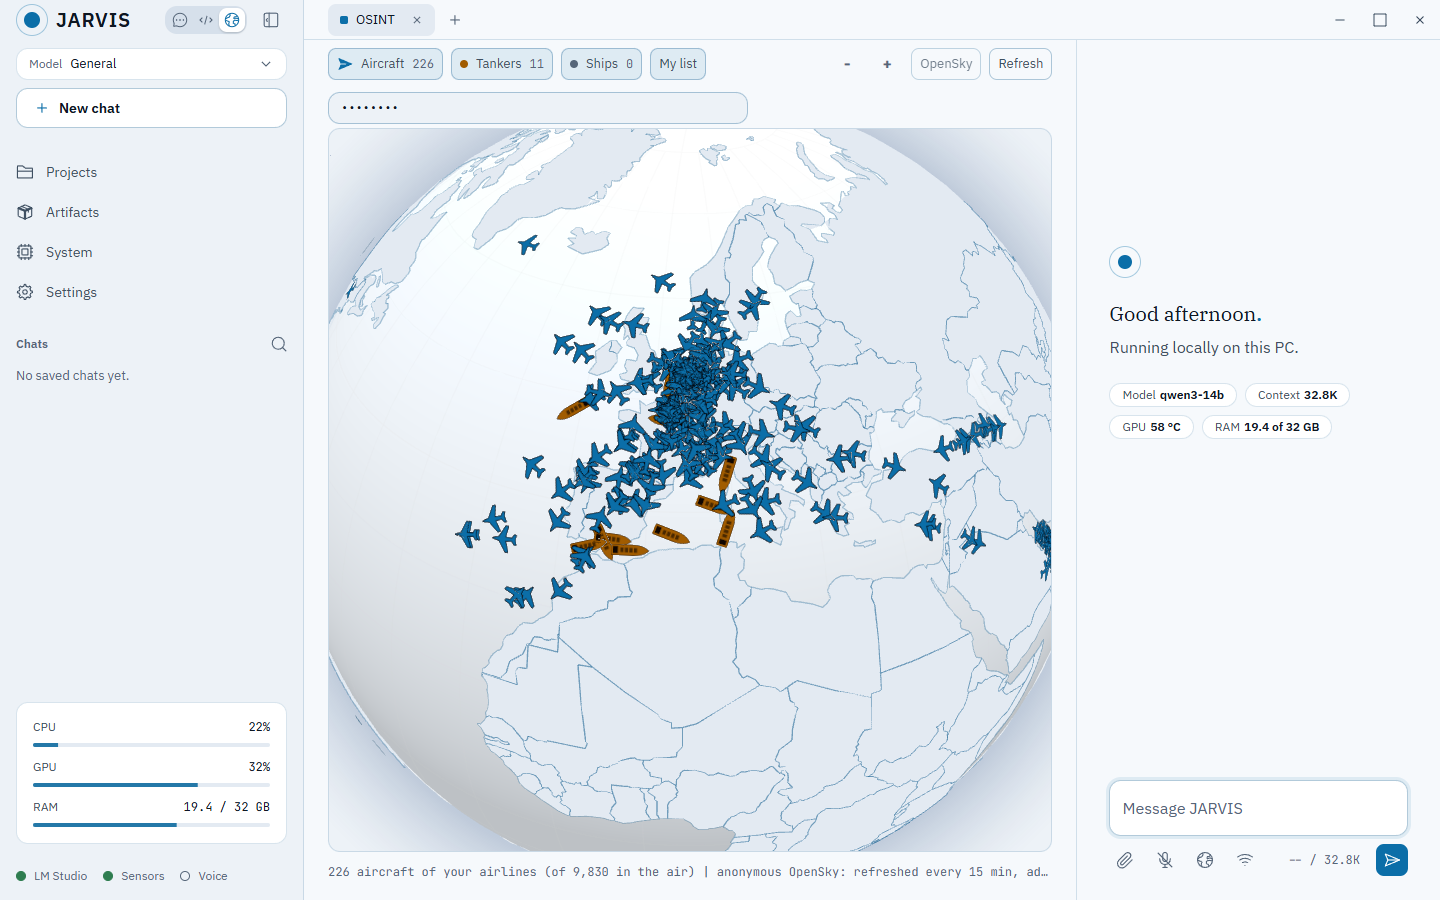 JARVIS
Model General
New chat
Projects
Artifacts
System
Settings
Chats
No saved chats yet.
CPU 22%
GPU 32%
RAM 19.4 / 32 GB
LM Studio Sensors Voice
OSINT
Aircraft 226 Tankers 11 Ships 0 My list - + OpenSky Refresh
••••••••
226 aircraft of your airlines (of 9,830 in the air) | anonymous OpenSky: refreshed every 15 min, ad…
Good afternoon.
Running locally on this PC.
Model qwen3-14b Context 32.8K
GPU 58 °C RAM 19.4 of 32 GB
Message JARVIS
-- / 32.8K